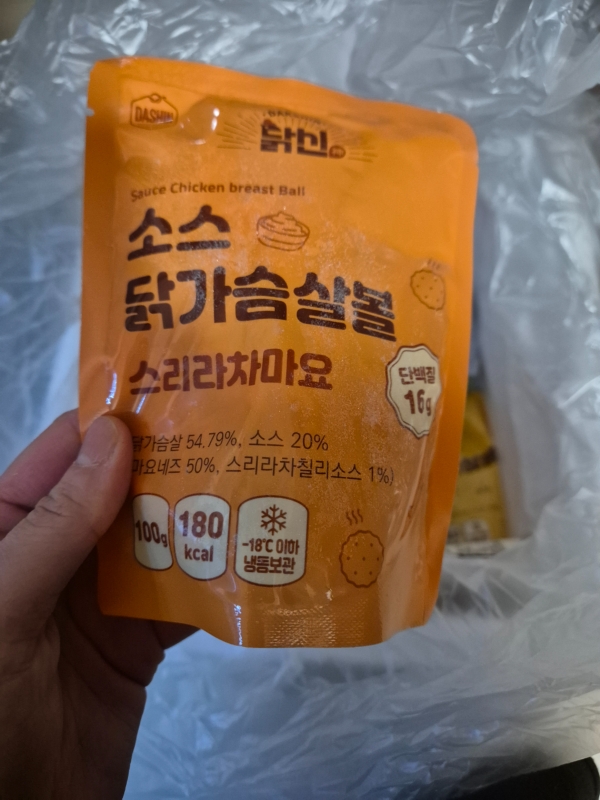 DASHIN
닭신
Sauce Chicken breast Ball
소스
닭가슴살볼
스리라차마요
단백질
16g
닭가슴살 54.79%, 소스 20%
마요네즈 50%, 스리라차칠리소스 1%)
100g
180
kcal
-18℃ 이하
냉동보관